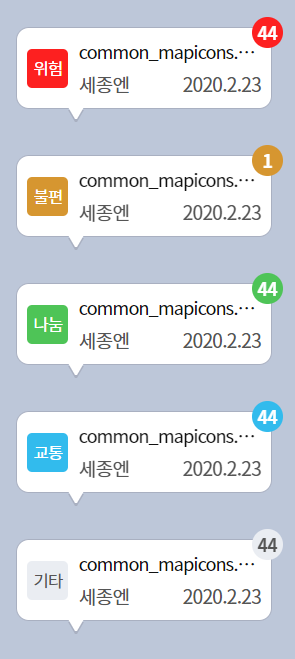 44
위험 common_mapicons.···
세종엔 2020.2.23
1
불편 common_mapicons.···
세종엔 2020.2.23
44
나눔 common_mapicons.···
세종엔 2020.2.23
44
교통 common_mapicons.···
세종엔 2020.2.23
44
기타 common_mapicons.···
세종엔 2020.2.23